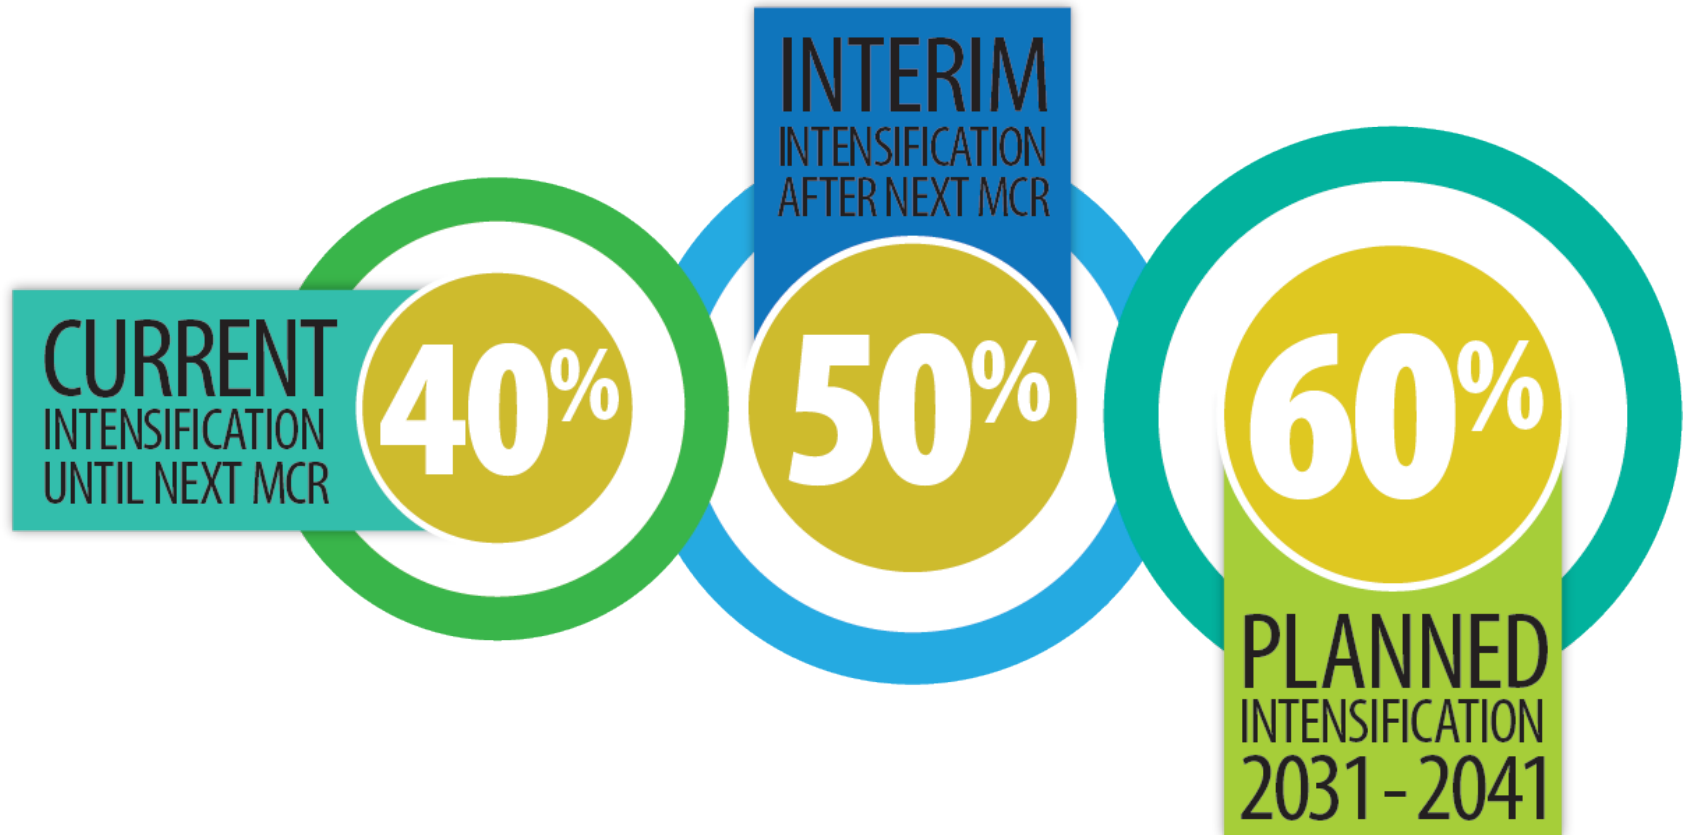 CURRENT
INTENSIFICATION
UNTIL NEXT MCR
40%
INTERIM
INTENSIFICATION
AFTER NEXT MCR
50%
60%
PLANNED
INTENSIFICATION
2031 - 2041